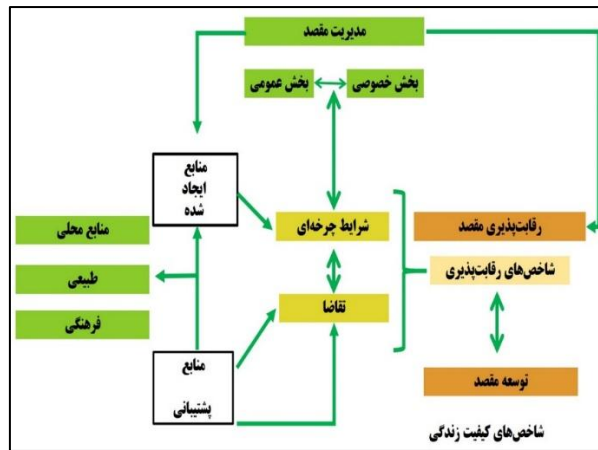 مدیریت مقصد
بخش خصوصی
بخش عمومی
منابع
ایجاد
شده
شرایط چرخه‌ای
رقابت‌پذیری مقصد
منابع محلی
شاخص‌های رقابت‌پذیری
طبیعی
تقاضا
فرهنگی
منابع
پشتیبانی
توسعه مقصد
شاخص‌های کیفیت زندگی